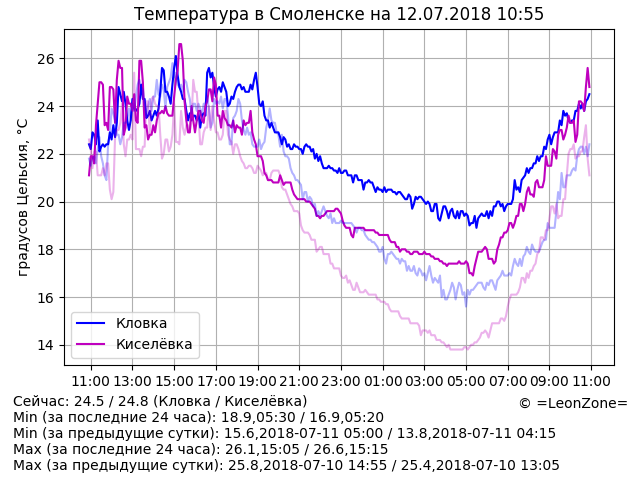 Температура в Смоленске на 12.07.2018 10:55
градусов Цельсия, °C
26
24
22
20
18
16
14
Кловка
Киселёвка
11:00 13:00 15:00 17:00 19:00 21:00 23:00 01:00 03:00 05:00 07:00 09:00 11:00
Сейчас: 24.5 / 24.8 (Кловка / Киселёвка)
© =LeonZone=
Min (за последние 24 часа): 18.9,05:30 / 16.9,05:20
Min (за предыдущие сутки): 15.6,2018-07-11 05:00 / 13.8,2018-07-11 04:15
Max (за последние 24 часа): 26.1,15:05 / 26.6,15:15
Max (за предыдущие сутки): 25.8,2018-07-10 14:55 / 25.4,2018-07-10 13:05